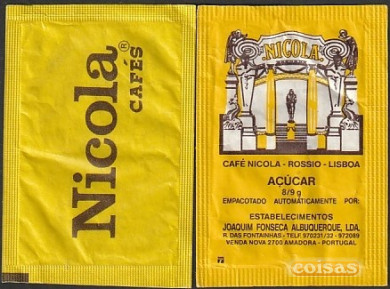 Nicola®
CAFÉS
NICOLA
CAFÉ NICOLA - ROSSIO - LISBOA
AÇÚCAR
8/9 g
EMPACOTADO AUTOMÁTICAMENTE POR:
ESTABELECIMENTOS
JOAQUIM FONSECA ALBUQUERQUE, LDA.
R. DAS FONTAINHAS - TELF 970231/32 - 972089
VENDA NOVA 2700 AMADORA - PORTUGAL
coisas